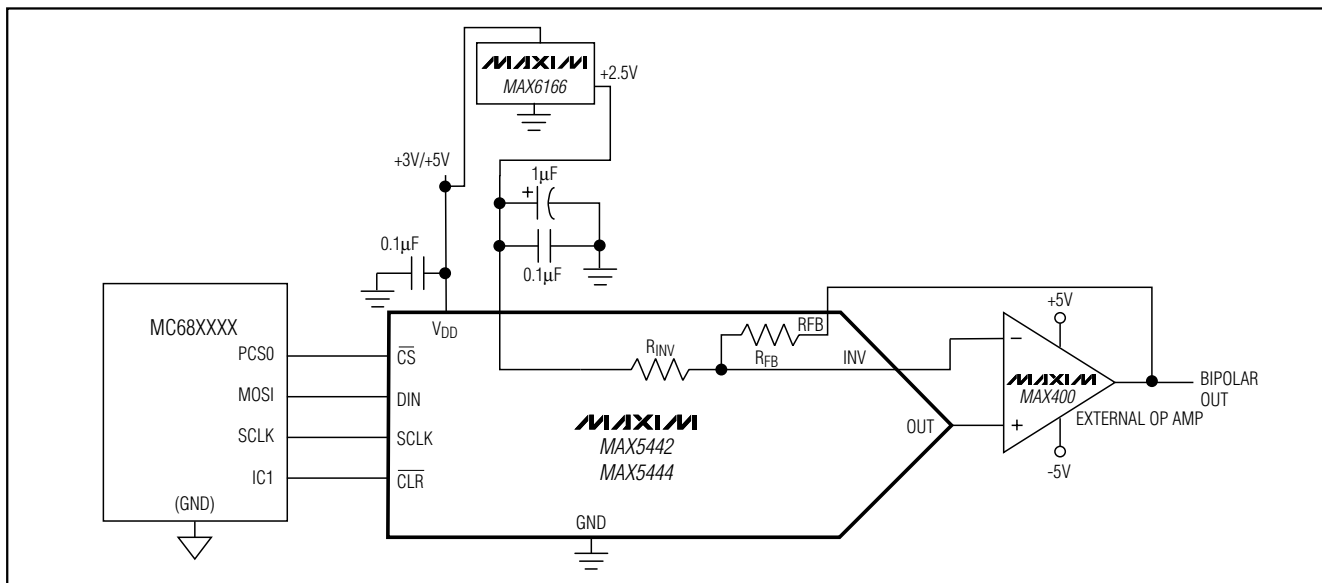 MAXIM
MAX6166
+2.5V
+3V/+5V
1µF
+
0.1µF
0.1µF
MC68XXXX
PCS0
MOSI
SCLK
IC1
(GND)
VDD
CS
DIN
SCLK
CLR
RINV
RFB
RFB
INV
MAXIM
MAX5442
MAX5444
OUT
GND
+5V
−
MAXIM
MAX400
EXTERNAL OP AMP
+
-5V
BIPOLAR
OUT